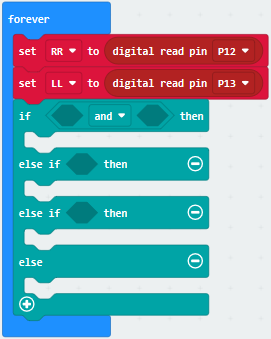 forever
set RR to digital read pin P12
set LL to digital read pin P13
if and then
else if then
else if then
else